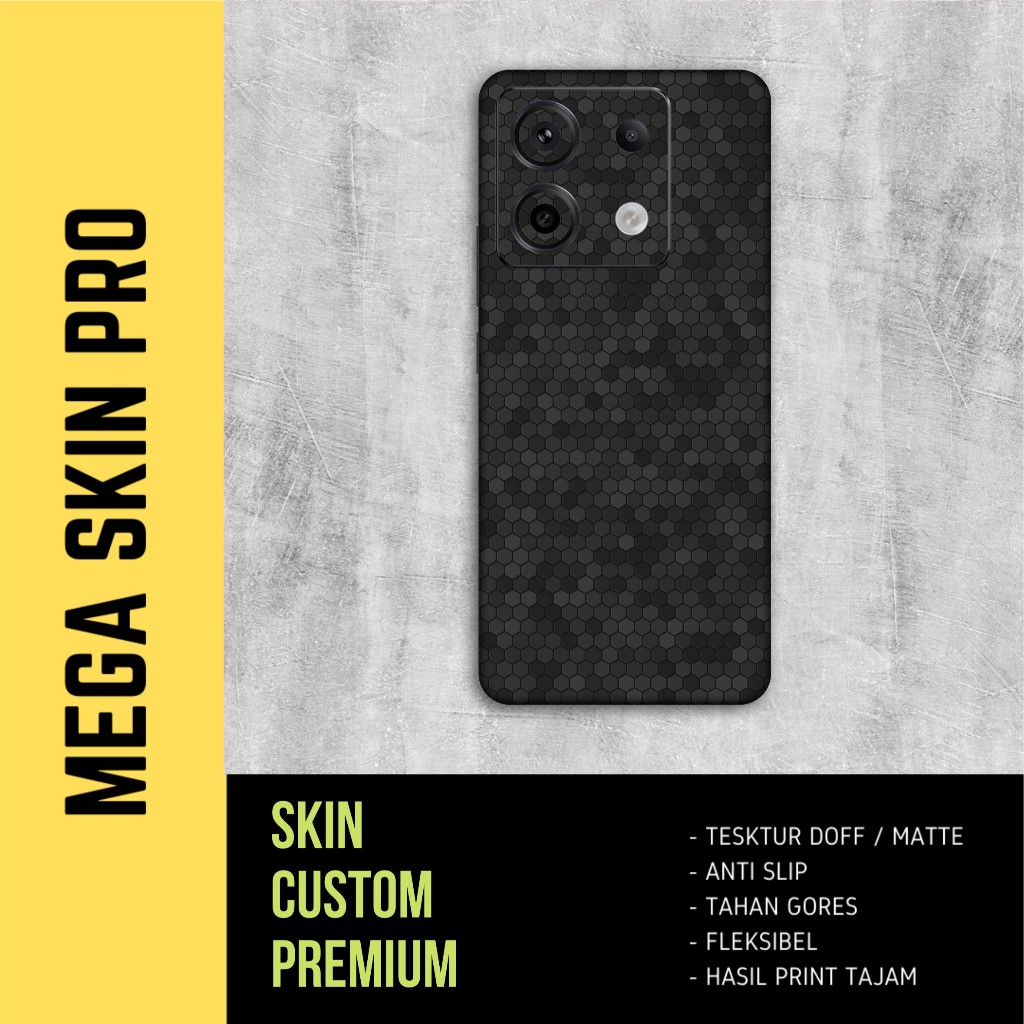 MEGA SKIN PRO
SKIN
CUSTOM
PREMIUM
- TESKTUR DOFF / MATTE
- ANTI SLIP
- TAHAN GORES
- FLEKSIBEL
- HASIL PRINT TAJAM